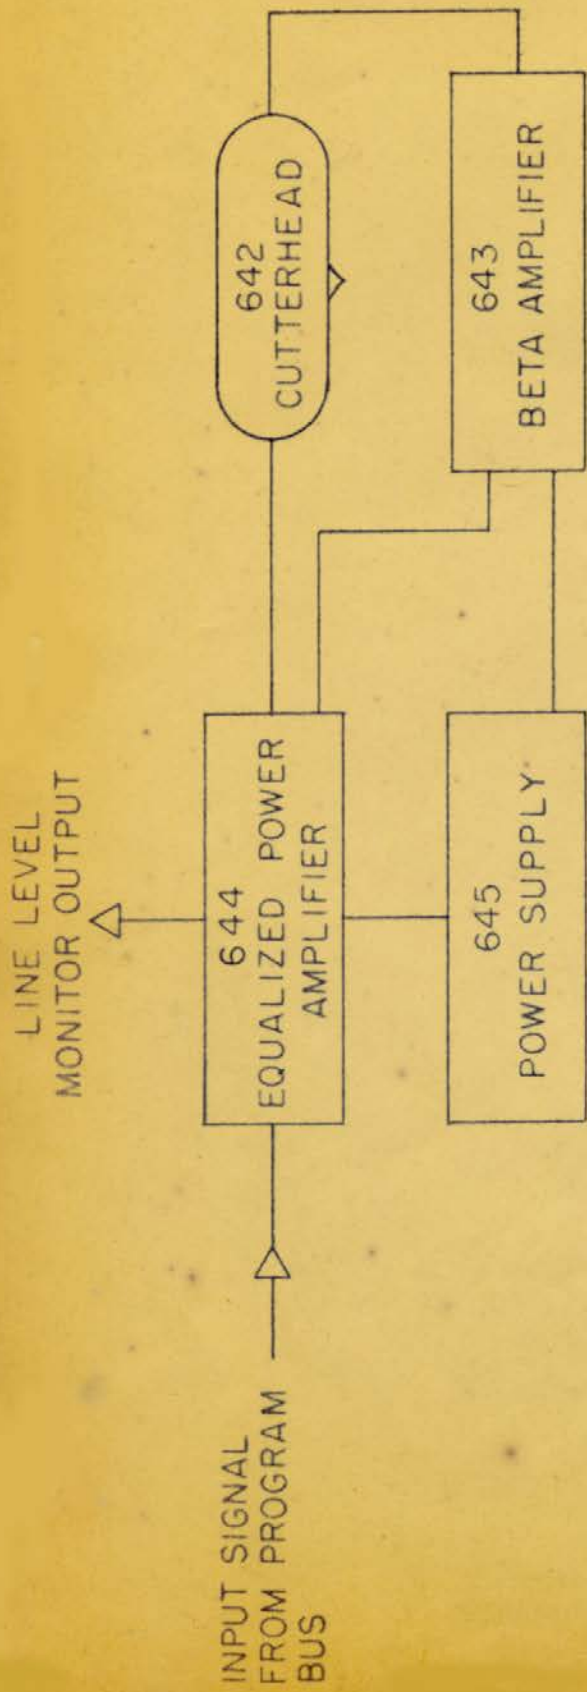 LINE LEVEL
MONITOR OUTPUT
INPUT SIGNAL
FROM PROGRAM
BUS
644
EQUALIZED POWER
AMPLIFIER
642
CUTTERHEAD
645
POWER SUPPLY
643
BETA AMPLIFIER